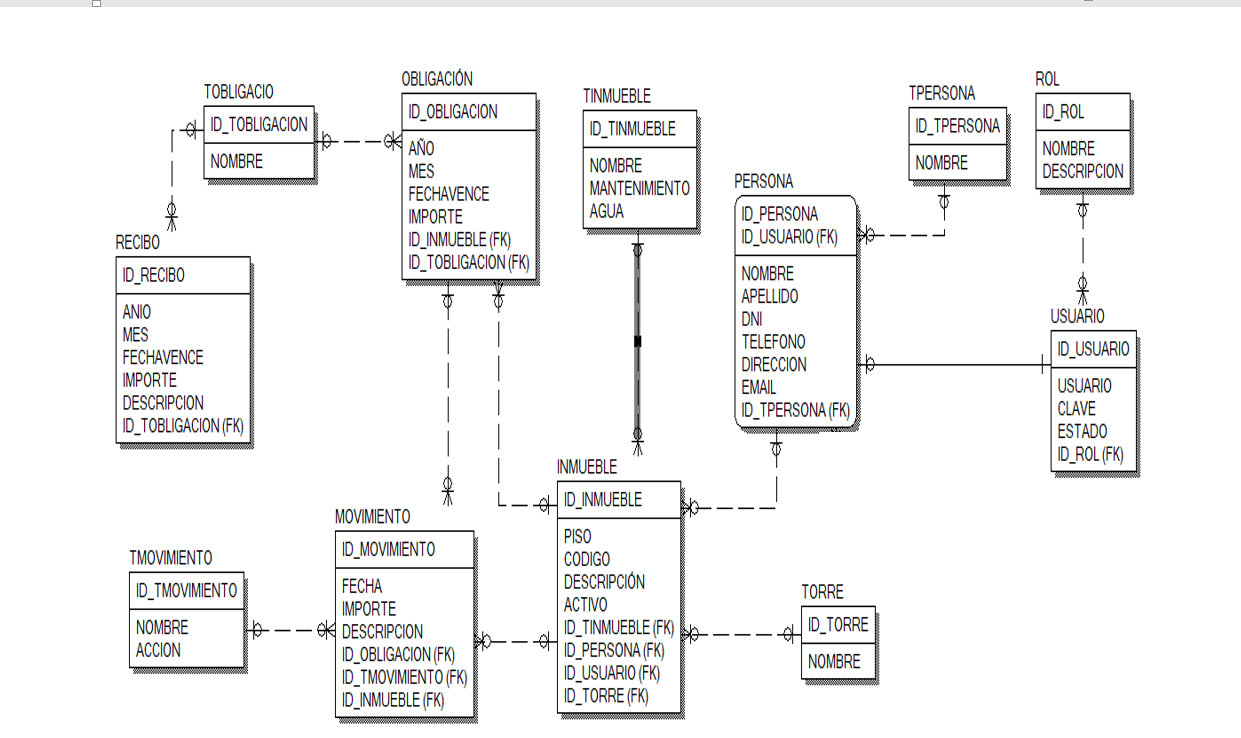 TOBLIGACIO
ID_TOBLIGACION
NOMBRE
OBLIGACIÓN
ID_OBLIGACION
AÑO
MES
FECHAVENCE
IMPORTE
ID_INMUEBLE (FK)
ID_TOBLIGACION (FK)
TINMUEBLE
ID_TINMUEBLE
NOMBRE
MANTENIMIENTO
AGUA
TPERSONA
ID_TPERSONA
NOMBRE
ROL
ID_ROL
NOMBRE
DESCRIPCION
PERSONA
ID_PERSONA
ID_USUARIO (FK)
NOMBRE
APELLIDO
DNI
TELEFONO
DIRECCION
EMAIL
ID_TPERSONA (FK)
RECIBO
ID_RECIBO
ANIO
MES
FECHAVENCE
IMPORTE
DESCRIPCION
ID_TOBLIGACION (FK)
USUARIO
ID_USUARIO
USUARIO
CLAVE
ESTADO
ID_ROL (FK)
INMUEBLE
ID_INMUEBLE
PISO
CODIGO
DESCRIPCIÓN
ACTIVO
ID_TINMUEBLE (FK)
ID_PERSONA (FK)
ID_USUARIO (FK)
ID_TORRE (FK)
MOVIMIENTO
ID_MOVIMIENTO
FECHA
IMPORTE
DESCRIPCION
ID_OBLIGACION (FK)
ID_TMOVIMIENTO (FK)
ID_INMUEBLE (FK)
TMOVIMIENTO
ID_TMOVIMIENTO
NOMBRE
ACCION
TORRE
ID_TORRE
NOMBRE